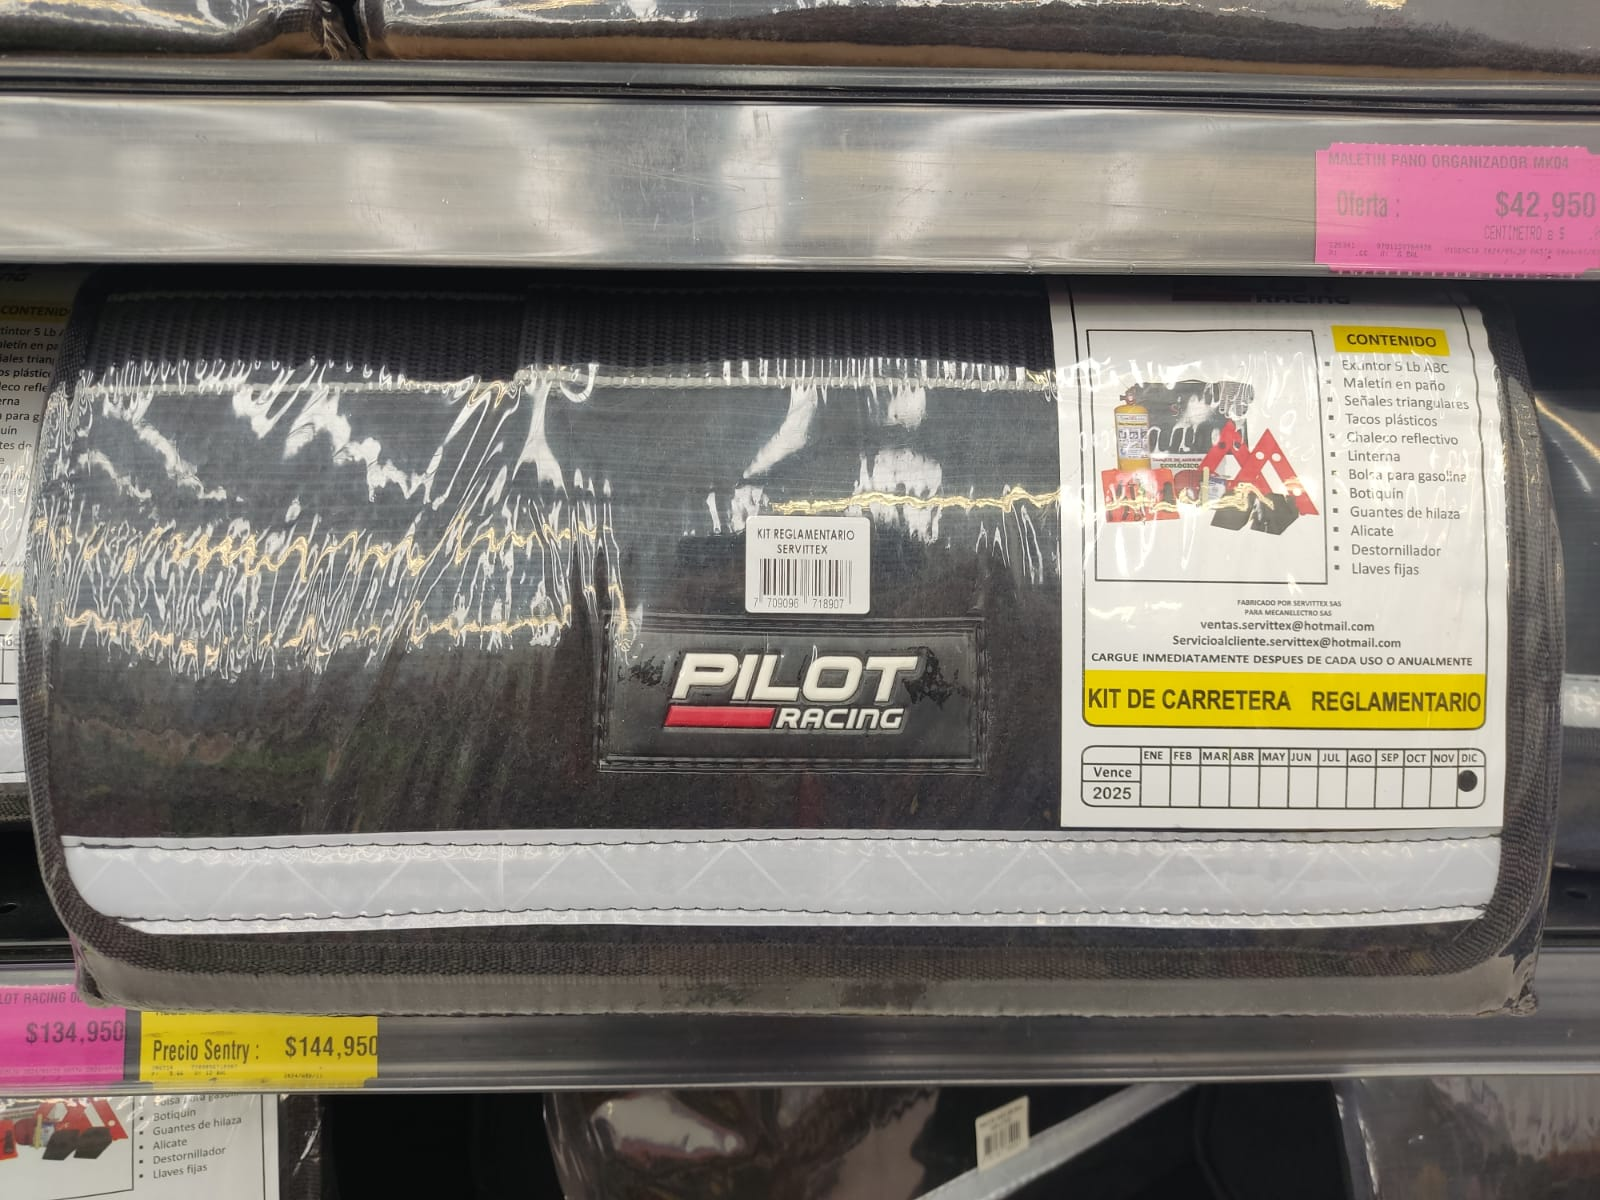 MALETIN PANO ORGANIZADOR MK04
Oferta :
$42,950
CENTIMETRO a $
RACING
CONTENIDO
Extintor 5 Lb ABC
Maletín en paño
Señales triangulares
Tacos plásticos
Chaleco reflectivo
Linterna
Bolsa para gasolina
Botiquín
Guantes de hilaza
Alicate
Destornillador
Llaves fijas
ECOLÓGICO
FABRICADO POR SERVITTEX SAS
PARA MECANELECTRO SAS
ventas.servittex@hotmail.com
Servicioalcliente.servittex@hotmail.com
CARGUE INMEDIATAMENTE DESPUES DE CADA USO O ANUALMENTE
KIT DE CARRETERA REGLAMENTARIO
ENE FEB MAR ABR MAY JUN JUL AGO SEP OCT NOV DIC
Vence
2025
KIT REGLAMENTARIO
SERVITTEX
7 709096 718907
PILOT
RACING
CONTENID
RACING
$134,950
Precio Sentry : $144,950
Botiquín
Guantes de hilaza
Alicate
Destornillador
Llaves fijas